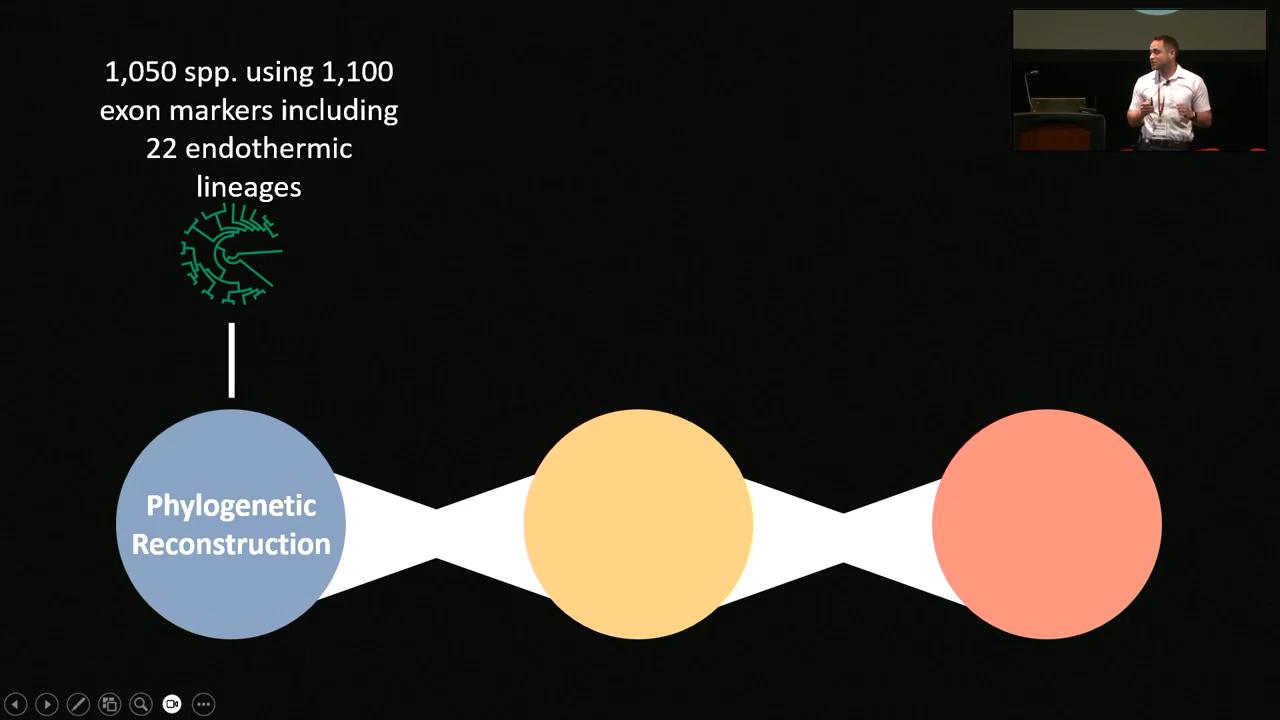 1,050 spp. using 1,100
exon markers including
22 endothermic
lineages
Phylogenetic
Reconstruction